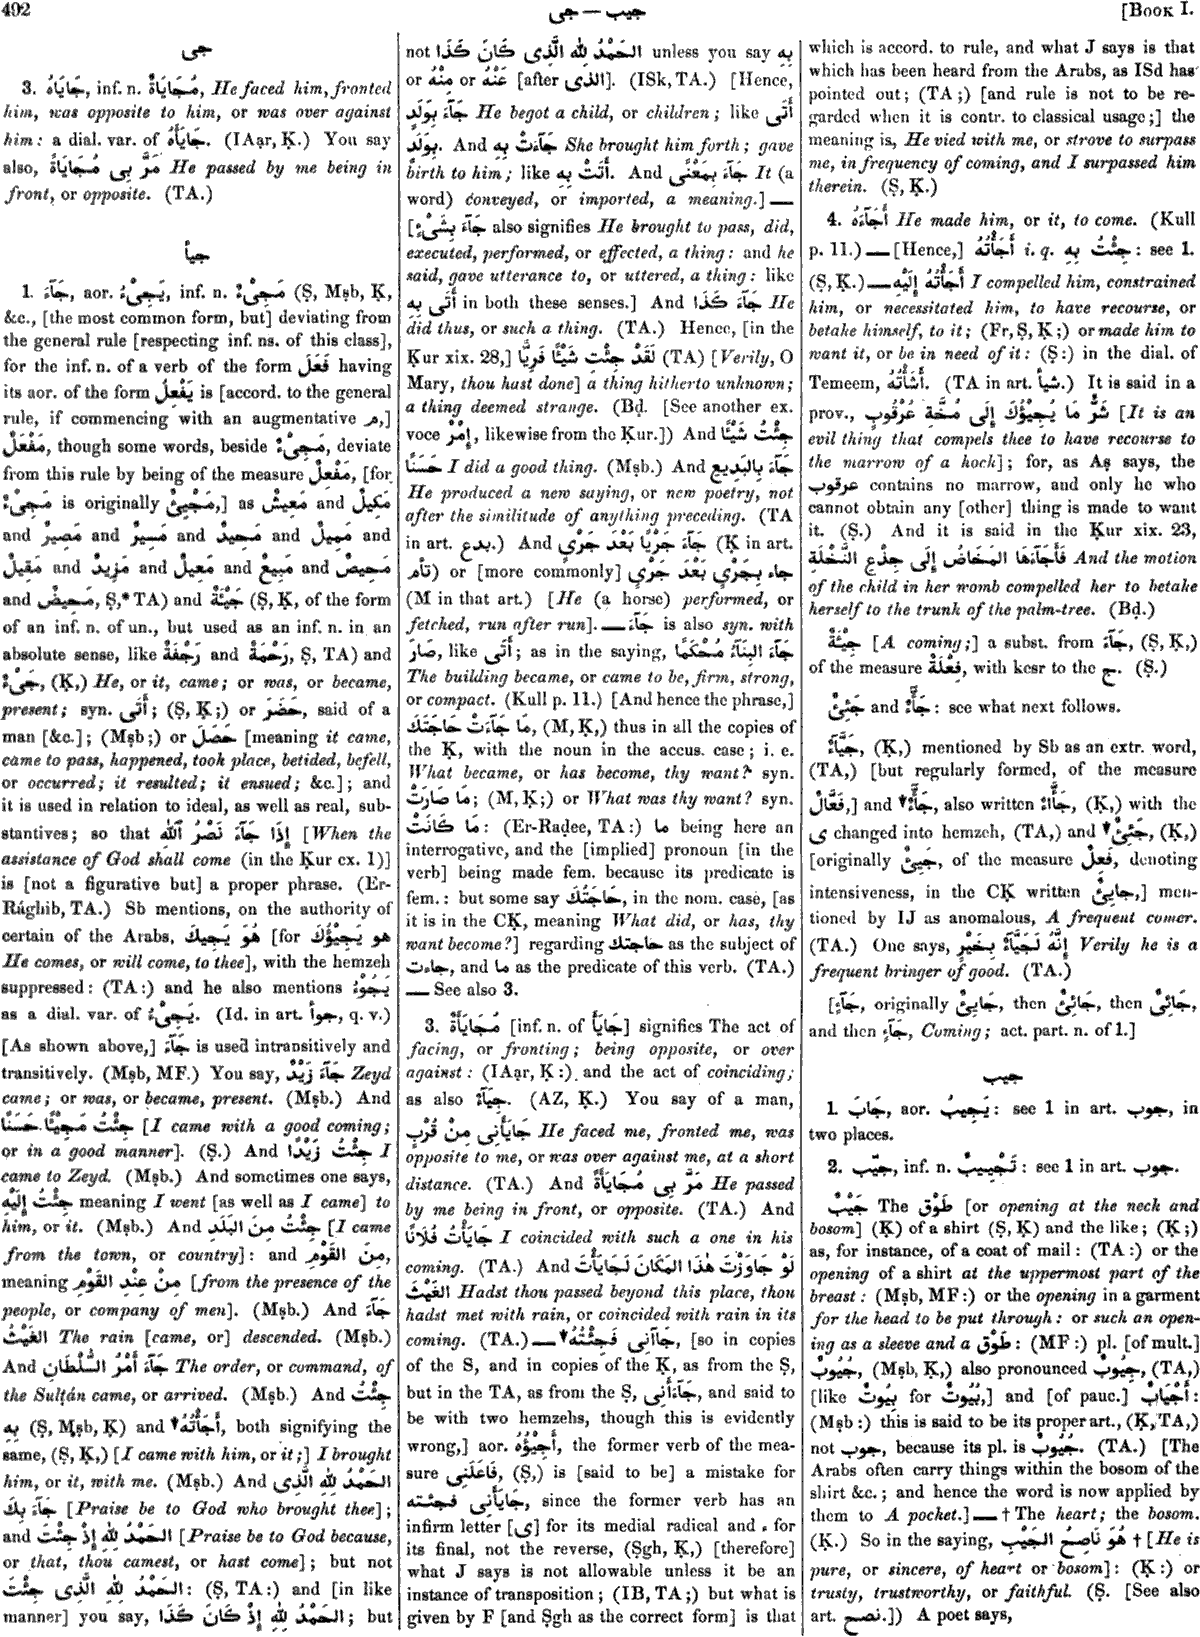 492
جيب — جى
[Book I.
جى
3. جَايَاهُ, inf. n. مُجَايَاةٌ, He faced him, fronted
him, was opposite to him, or was over against
him: a dial. var. of جَايَأَهُ. (IAạr, Ḳ.) You say
also, مَرَّ بِى مُجَايَاةً He passed by me being in
front, or opposite. (TA.)
جيأ
1. جَآءَ, aor. يَجِىْءُ, inf. n. مَجِىْءٌ (Ṣ, Mṣb, Ḳ,
&c., [the most common form, but] deviating from
the general rule [respecting inf. ns. of this class],
for the inf. n. of a verb of the form فَعَلَ having
its aor. of the form يَفْعِلُ is [accord. to the general
rule, if commencing with an augmentative م,]
مَفْعَلٌ, though some words, beside مَجِىْءٌ, deviate
from this rule by being of the measure مَفْعِلٌ, [for
مَجِىْءٌ is originally مَجْيِئٌ,] as مَعِيشٌ and مَكِيلٌ
and مَصِيرٌ and مَسِيرٌ and مَحِيدٌ and مَمِيلٌ and
مَقِيلٌ and مَزِيدٌ and مَعِيلٌ and مَبِيعٌ and مَحِيصٌ
and مَحِيضٌ, Ṣ,* TA) and جَيْئَةٌ (Ṣ, Ḳ, of the form
of an inf. n. of un., but used as an inf. n. in an
absolute sense, like رَجْفَةٌ and رَحْمَةٌ, Ṣ, TA) and
جَىْءٌ, (Ḳ,) He, or it, came; or was, or became,
present; syn. أَتَى; (Ṣ, Ḳ;) or حَضَرَ, said of a
man [&c.]; (Mṣb;) or حَصَلَ [meaning it came,
came to pass, happened, took place, betided, befell,
or occurred; it resulted; it ensued; &c.]; and
it is used in relation to ideal, as well as real, sub-
stantives; so that إِذَا جَآءَ نَصْرُ ٱللّٰهِ [When the
assistance of God shall come (in the Ḳur cx. 1)]
is [not a figurative but] a proper phrase. (Er-
Rághib, TA.) Sb mentions, on the authority of
certain of the Arabs, هُوَ يَجِيكَ [for هو يَجِيْؤُكَ
He comes, or will come, to thee], with the hemzeh
suppressed: (TA:) and he also mentions يَجُوْءُ
as a dial. var. of يَجِىْءُ. (Id. in art. جوأ, q. v.)
[As shown above,] جَآءَ is used intransitively and
transitively. (Mṣb, MF.) You say, جَآءَ زَيْدٌ Zeyd
came; or was, or became, present. (Mṣb.) And
جِئْتُ مَجِيْئًا حَسَنًا [I came with a good coming;
or in a good manner]. (Ṣ.) And جِئْتُ زَيْدًا I
came to Zeyd. (Mṣb.) And sometimes one says,
جِئْتُ إِلَيْهِ meaning I went [as well as I came] to
him, or it. (Mṣb.) And جِئْتُ مِنَ البَلَدِ [I came
from the town, or country]: and مِنَ القَوْمِ,
meaning مِنْ عِنْدِ القَوْمِ [from the presence of the
people, or company of men]. (Mṣb.) And جَآءَ
الغَيْثُ The rain [came, or] descended. (Mṣb.)
And جَآءَ أَمْرُ السُّلْطَانِ The order, or command, of
the Sulṭán came, or arrived. (Mṣb.) And جِئْتُ
بِهِ (Ṣ, Mṣb, Ḳ) and ▼أَجَأْتُهُ, both signifying the
same, (Ṣ, Ḳ,) [I came with him, or it;] I brought
him, or it, with me. (Mṣb.) And الحَمْدُ لِلّٰهِ الَّذِى
جَآءَ بِكَ [Praise be to God who brought thee];
and الحَمْدُ لِلّٰهِ إِذْ جِئْتَ [Praise be to God because,
or that, thou camest, or hast come]; but not
الحَمْدُ لِلّٰهِ الَّذِى جِئْتَ: (Ṣ, TA:) and [in like
manner] you say, الحَمْدُ لِلّٰهِ إِذْ كَانَ كَذَا; but
not الحَمْدُ لِلّٰهِ الَّذِى كَانَ كَذَا unless you say بِهِ
or مِنْهُ or عَنْهُ [after الذى]. (ISk, TA.) [Hence,
جَآءَ بِوَلَدٍ He begot a child, or children; like أَتَى
بِوَلَدٍ. And جَآءَتْ بِهِ She brought him forth; gave
birth to him; like أَتَتْ بِهِ. And جَآءَ بِمَعْنًى It (a
word) conveyed, or imported, a meaning.] —
[جَآءَ بِشَىْءٍ also signifies He brought to pass, did,
executed, performed, or effected, a thing: and he
said, gave utterance to, or uttered, a thing: like
أَتَى بِهِ in both these senses.] And جَآءَ كَذَا He
did thus, or such a thing. (TA.) Hence, [in the
Ḳur xix. 28,] لَقَدْ جِئْتِ شَيْئًا فَرِيًّا (TA) [Verily, O
Mary, thou hast done] a thing hitherto unknown;
a thing deemed strange. (Bḍ. [See another ex.
voce إِمْرٌ, likewise from the Ḳur.]) And جِئْتُ شَيْئًا
حَسَنًا I did a good thing. (Mṣb.) And جَآءَ بِالبَدِيعِ
He produced a new saying, or new poetry, not
after the similitude of anything preceding. (TA
in art. بدع.) And جَآءَ جَرْيًا بَعْدَ جَرْىٍ (Ḳ in art.
تأم) or [more commonly] جاء بِجَرْىٍ بَعْدَ جَرْىٍ
(M in that art.) [He (a horse) performed, or
fetched, run after run]. — جَآءَ is also syn. with
صَارَ, like أَتَى; as in the saying, جَآءَ البِنَآءُ مُحْكَمًا
The building became, or came to be, firm, strong,
or compact. (Kull p. 11.) [And hence the phrase,]
مَا جَآءَتْ حَاجَتَكَ, (M, Ḳ,) thus in all the copies of
the Ḳ, with the noun in the accus. case; i. e.
What became, or has become, thy want? syn.
مَا صَارَتْ; (M, Ḳ;) or What was thy want? syn.
مَا كَانَتْ: (Er-Raḍee, TA:) ما being here an
interrogative, and the [implied] pronoun [in the
verb] being made fem. because its predicate is
fem.: but some say حَاجَتُكَ, in the nom. case, [as
it is in the CḲ, meaning What did, or has, thy
want become?] regarding حاجتك as the subject of
جاءت, and ما as the predicate of this verb. (TA.)
— See also 3.
3. مُجَايَأَةٌ [inf. n. of جَايَأَ] signifies The act of
facing, or fronting; being opposite, or over
against: (IAạr, Ḳ:) and the act of coinciding;
as also جِيَآءٌ. (AZ, Ḳ.) You say of a man,
جَايَأَنِى مِنْ قُرْبٍ He faced me, fronted me, was
opposite to me, or was over against me, at a short
distance. (TA.) And مَرَّ بِى مُجَايَأَةً He passed
by me being in front, or opposite. (TA.) And
جَايَأْتُ فُلَانًا I coincided with such a one in his
coming. (TA.) And لَوْ جَاوَزْتَ هٰذَا المَكَانَ لَجَايَأْتَ
الغَيْثَ Hadst thou passed beyond this place, thou
hadst met with rain, or coincided with rain in its
coming. (TA.) — ▼جَآآنِى فَجِئْتُهُ, [so in copies
of the S, and in copies of the Ḳ, as from the Ṣ,
but in the TA, as from the Ṣ, جَآءَأَنِى, and said to
be with two hemzehs, though this is evidently
wrong,] aor. أَجِيْؤُهُ, the former verb of the mea-
sure فَاعَلَنِى, (Ṣ,) is [said to be] a mistake for
جَايَأَنِى فجئته, since the former verb has an
infirm letter [ى] for its medial radical and ء for
its final, not the reverse, (Ṣgh, Ḳ,) [therefore]
what J says is not allowable unless it be an
instance of transposition; (IB, TA;) but what is
given by F [and Ṣgh as the correct form] is that
which is accord. to rule, and what J says is that
which has been heard from the Arabs, as ISd has
pointed out; (TA;) [and rule is not to be re-
garded when it is contr. to classical usage;] the
meaning is, He vied with me, or strove to surpass
me, in frequency of coming, and I surpassed him
therein. (Ṣ, Ḳ.)
4. أَجَآءَهُ He made him, or it, to come. (Kull
p. 11.) — [Hence,] أَجَأْتُهُ i. q. جِئْتُ بِهِ: see 1.
(Ṣ, Ḳ.) — أَجَأْتُهُ إِلَيْهِ I compelled him, constrained
him, or necessitated him, to have recourse, or
betake himself, to it; (Fr, Ṣ, Ḳ;) or made him to
want it, or be in need of it: (Ṣ:) in the dial. of
Temeem, أَشَأْتُهُ. (TA in art. شيأ.) It is said in a
prov., شَرٌّ مَا يُجِيْؤُكَ إِلَى مُخَّةِ عُرْقُوبٍ [It is an
evil thing that compels thee to have recourse to
the marrow of a hock]; for, as Aṣ says, the
عرقوب contains no marrow, and only he who
cannot obtain any [other] thing is made to want
it. (Ṣ.) And it is said in the Ḳur xix. 23,
فَأَجَآءَهَا المَخَاضُ إِلَى جِذْعِ النَّخْلَةِ And the motion
of the child in her womb compelled her to betake
herself to the trunk of the palm-tree. (Bḍ.)
جِيْئَةٌ [A coming;] a subst. from جَآءَ, (Ṣ, Ḳ,)
of the measure فِعْلَةٌ, with kesr to the ج. (Ṣ.)
جَأَّآءٌ and جَيِّئٌ: see what next follows.
جَيَّآءٌ, (Ḳ,) mentioned by Sb as an extr. word,
(TA,) [but regularly formed, of the measure
فَعَّالٌ,] and ▼جَأَّآءٌ, also written جَأَّاءٌ, (Ḳ,) with the
ى changed into hemzeh, (TA,) and ▼جَيِّئٌ, (Ḳ,)
[originally جَيِئٌ, of the measure فَعِلٌ, denoting
intensiveness, in the CḲ written جَايِئٌ,] men-
tioned by IJ as anomalous, A frequent comer.
(TA.) One says, إِنَّهُ لَجَيَّآءٌ بِخَيْرٍ Verily he is a
frequent bringer of good. (TA.)
[جَآءٍ, originally جَايِئٌ, then جَائِئٌ, then جَائِىٌ,
and then جَآءٍ, Coming; act. part. n. of 1.]
جيب
1. جَابَ, aor. يَجِيبُ: see 1 in art. جوب, in
two places.
2. جَيَّبَ, inf. n. تَجْيِيبٌ: see 1 in art. جوب.
جَيْبٌ The طَوْق [or opening at the neck and
bosom] (Ḳ) of a shirt (Ṣ, Ḳ) and the like; (Ḳ;)
as, for instance, of a coat of mail: (TA:) or the
opening of a shirt at the uppermost part of the
breast: (Mṣb, MF:) or the opening in a garment
for the head to be put through: or such an open-
ing as a sleeve and a طَوْق: (MF:) pl. [of mult.]
جُيُوبٌ, (Mṣb, Ḳ,) also pronounced جِيُوبٌ, (TA,)
[like بِيُوتٌ for بُيُوتٌ,] and [of pauc.] أَجْيَابٌ:
(Mṣb:) this is said to be its proper art., (Ḳ, TA,)
not جوب, because its pl. is جُيُوبٌ. (TA.) [The
Arabs often carry things within the bosom of the
shirt &c.; and hence the word is now applied by
them to A pocket.] — † The heart; the bosom.
(Ḳ.) So in the saying, هُوَ نَاصِحُ الجَيْبِ † [He is
pure, or sincere, of heart or bosom]: (Ḳ:) or
trusty, trustworthy, or faithful. (Ṣ. [See also
art. نصح.]) A poet says,